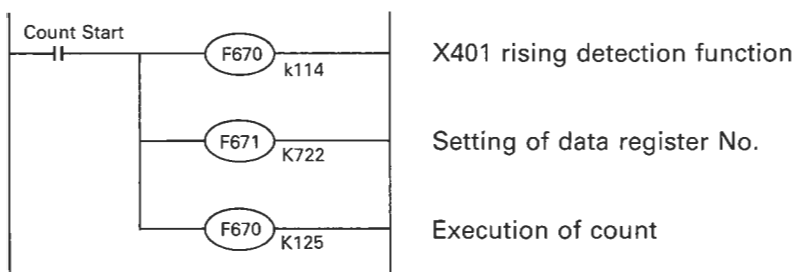 Count Start
F670
k114
X401 rising detection function
F671
K722
Setting of data register No.
F670
K125
Execution of count